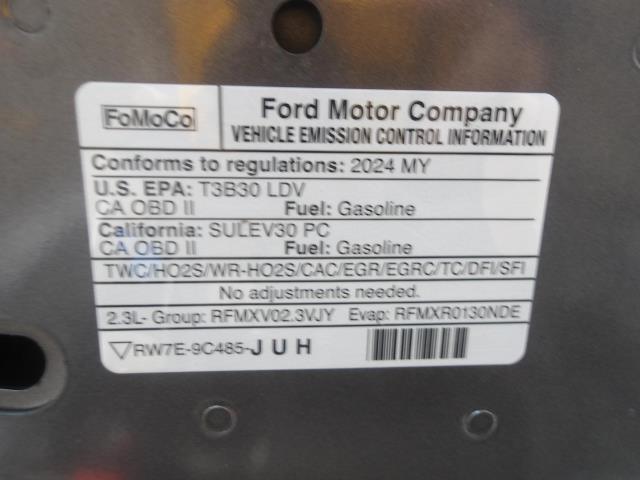 FoMoCo
Ford Motor Company
VEHICLE EMISSION CONTROL INFORMATION
Conforms to regulations: 2024 MY
U.S. EPA: T3B30 LDV
CA OBD II Fuel: Gasoline
California: SULEV30 PC
CA OBD II Fuel: Gasoline
TWC/HO2S/WR-HO2S/CAC/EGR/EGRC/TC/DFI/SFI
No adjustments needed.
2.3L- Group: RFMXV02.3VJY Evap: RFMXR0130NDE
RW7E-9C485-J U H